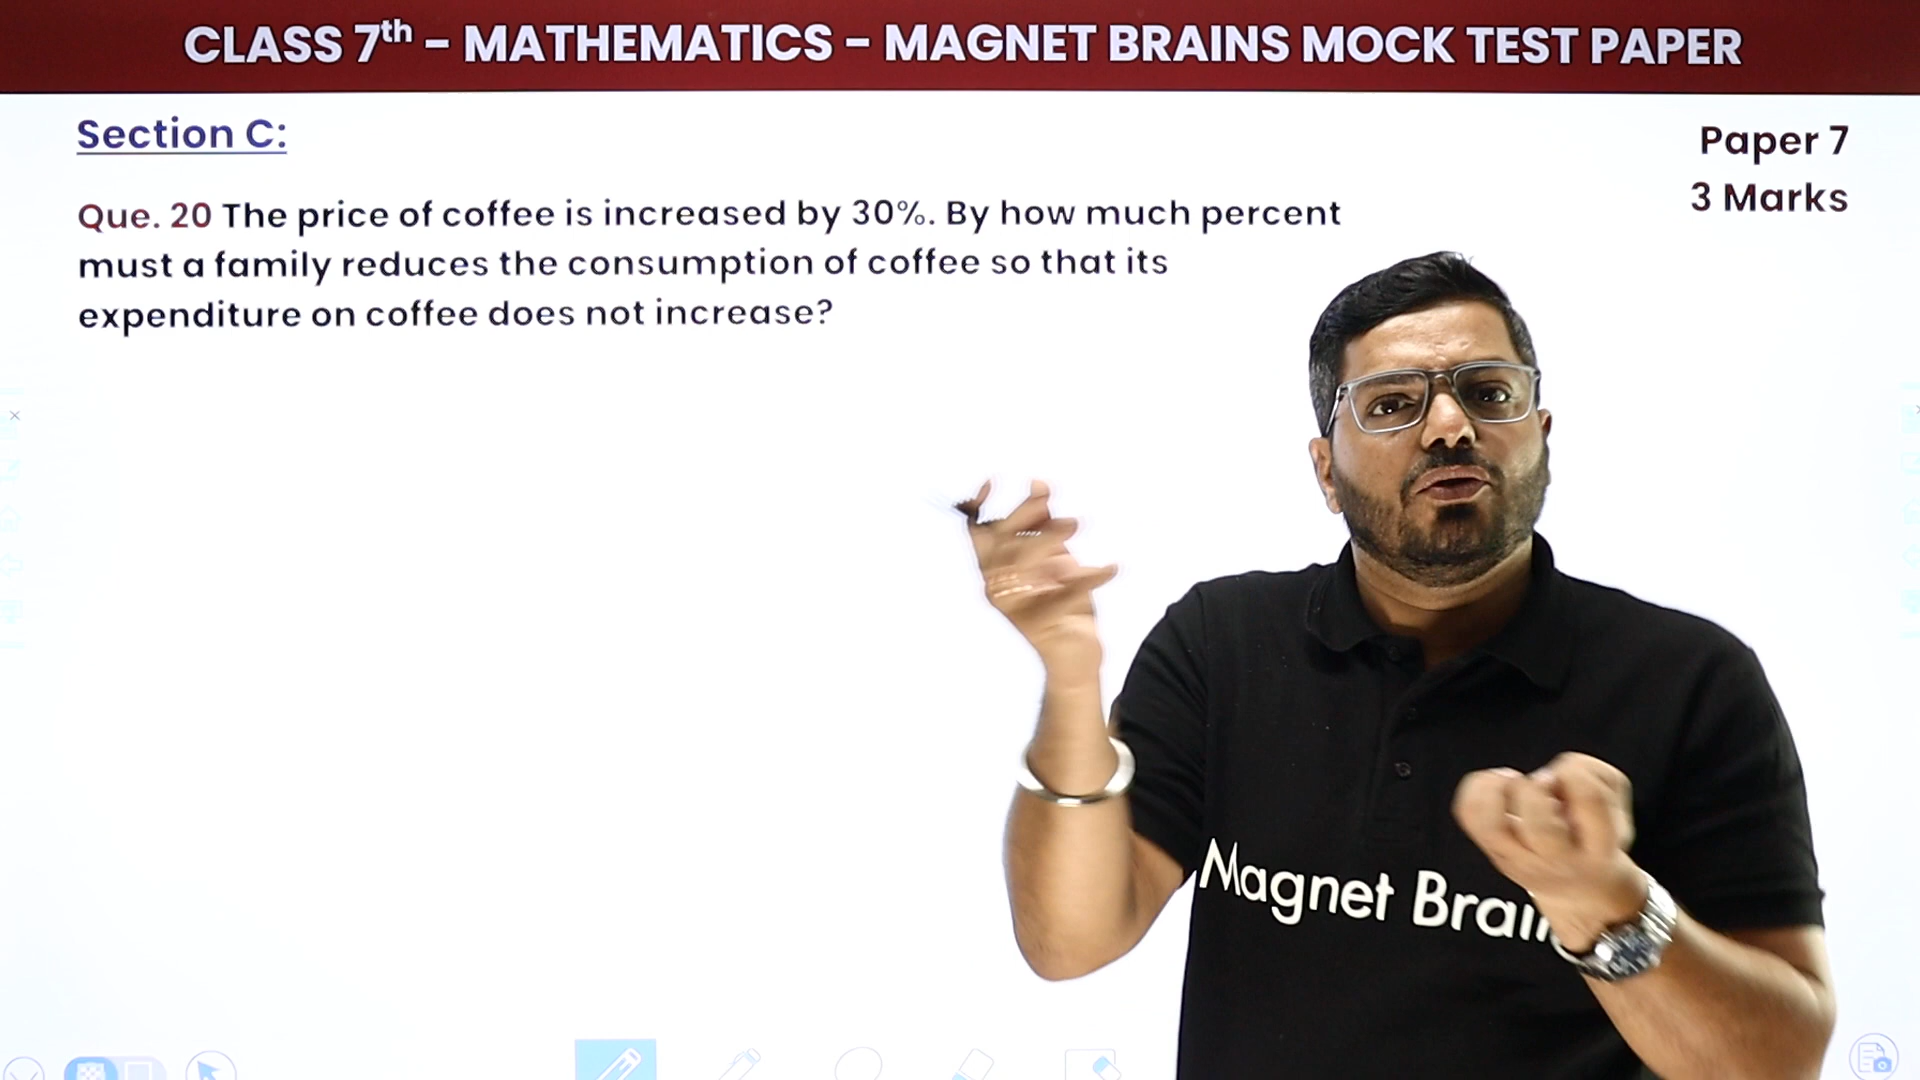 CLASS 7th – MATHEMATICS – MAGNET BRAINS MOCK TEST PAPER
Section C:
Paper 7
3 Marks
Que. 20 The price of coffee is increased by 30%. By how much percent
must a family reduces the consumption of coffee so that its
expenditure on coffee does not increase?
Magnet Brain